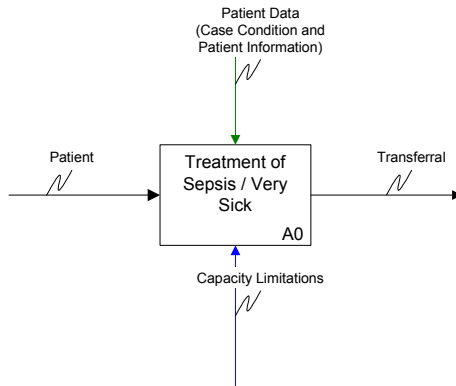 Patient Data
(Case Condition and
Patient Information)
Patient
Treatment of
Sepsis / Very
Sick
A0
Transferral
Capacity Limitations